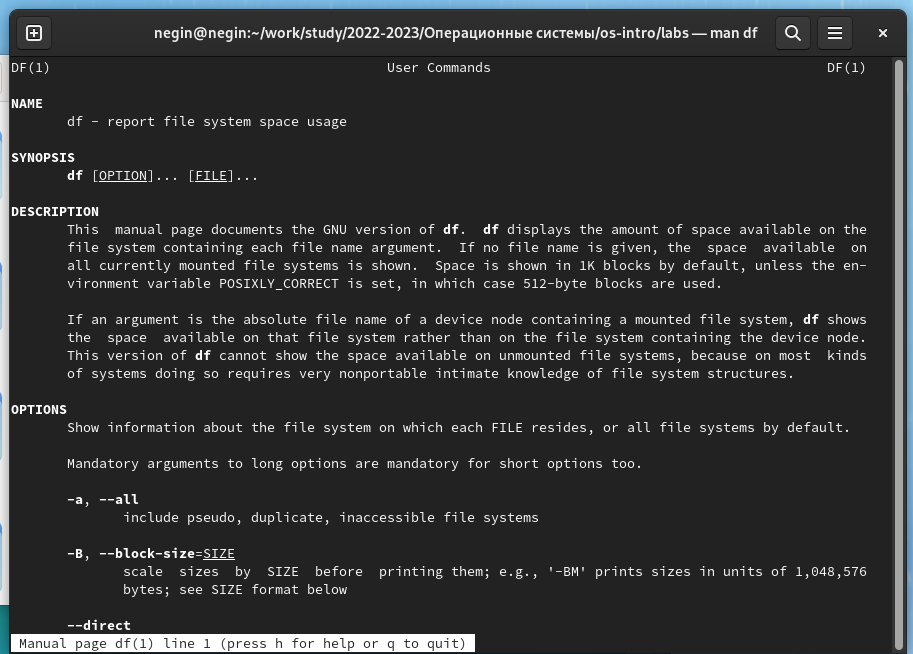 negin@negin:~/work/study/2022-2023/Операционные системы/os-intro/labs — man df
DF(1) User Commands DF(1)
NAME
df - report file system space usage
SYNOPSIS
df [OPTION]... [FILE]...
DESCRIPTION
This  manual page documents the GNU version of df.  df displays the amount of space available on the
file system containing each file name argument.  If no file name is given, the  space  available  on
all currently mounted file systems is shown.  Space is shown in 1K blocks by default, unless the en-
vironment variable POSIXLY_CORRECT is set, in which case 512-byte blocks are used.
If an argument is the absolute file name of a device node containing a mounted file system, df shows
the  space  available on that file system rather than on the file system containing the device node.
This version of df cannot show the space available on unmounted file systems, because on most  kinds
of systems doing so requires very nonportable intimate knowledge of file system structures.
OPTIONS
Show information about the file system on which each FILE resides, or all file systems by default.
Mandatory arguments to long options are mandatory for short options too.
-a, --all
include pseudo, duplicate, inaccessible file systems
-B, --block-size=SIZE
scale  sizes  by  SIZE  before  printing them; e.g., '-BM' prints sizes in units of 1,048,576
bytes; see SIZE format below
--direct
Manual page df(1) line 1 (press h for help or q to quit)